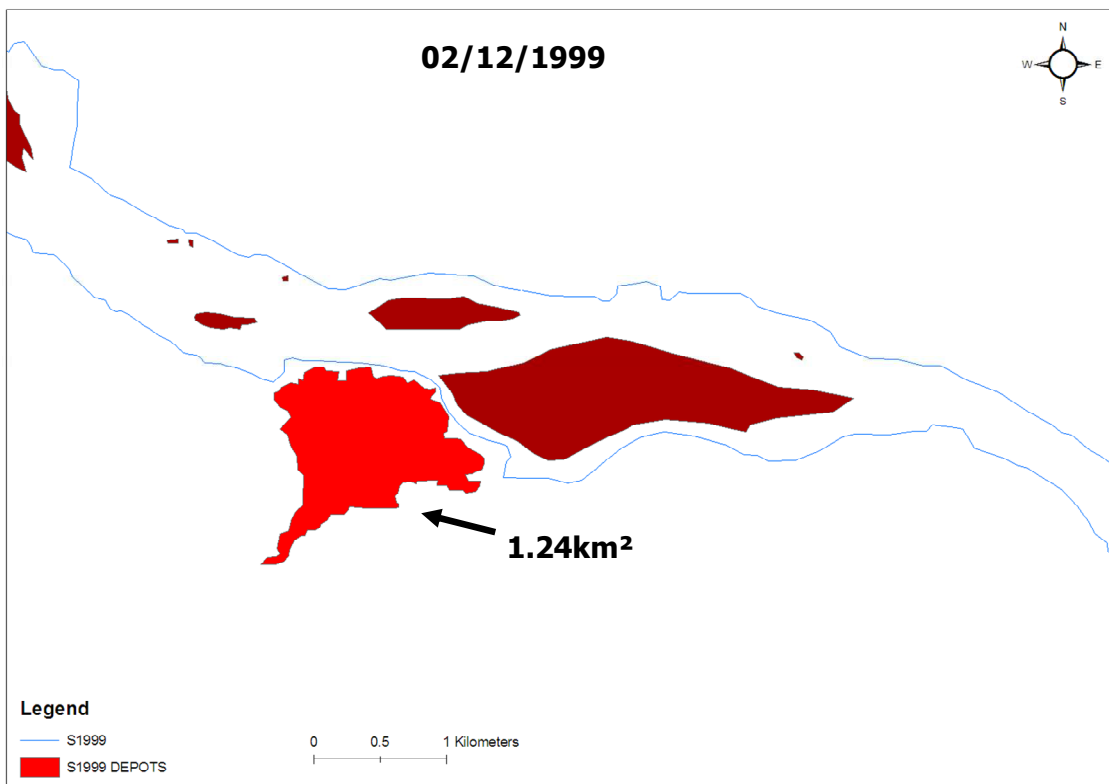 02/12/1999
N
W E
S
1.24km²
Legend
S1999
S1999 DEPOTS
0 0.5 1 Kilometers